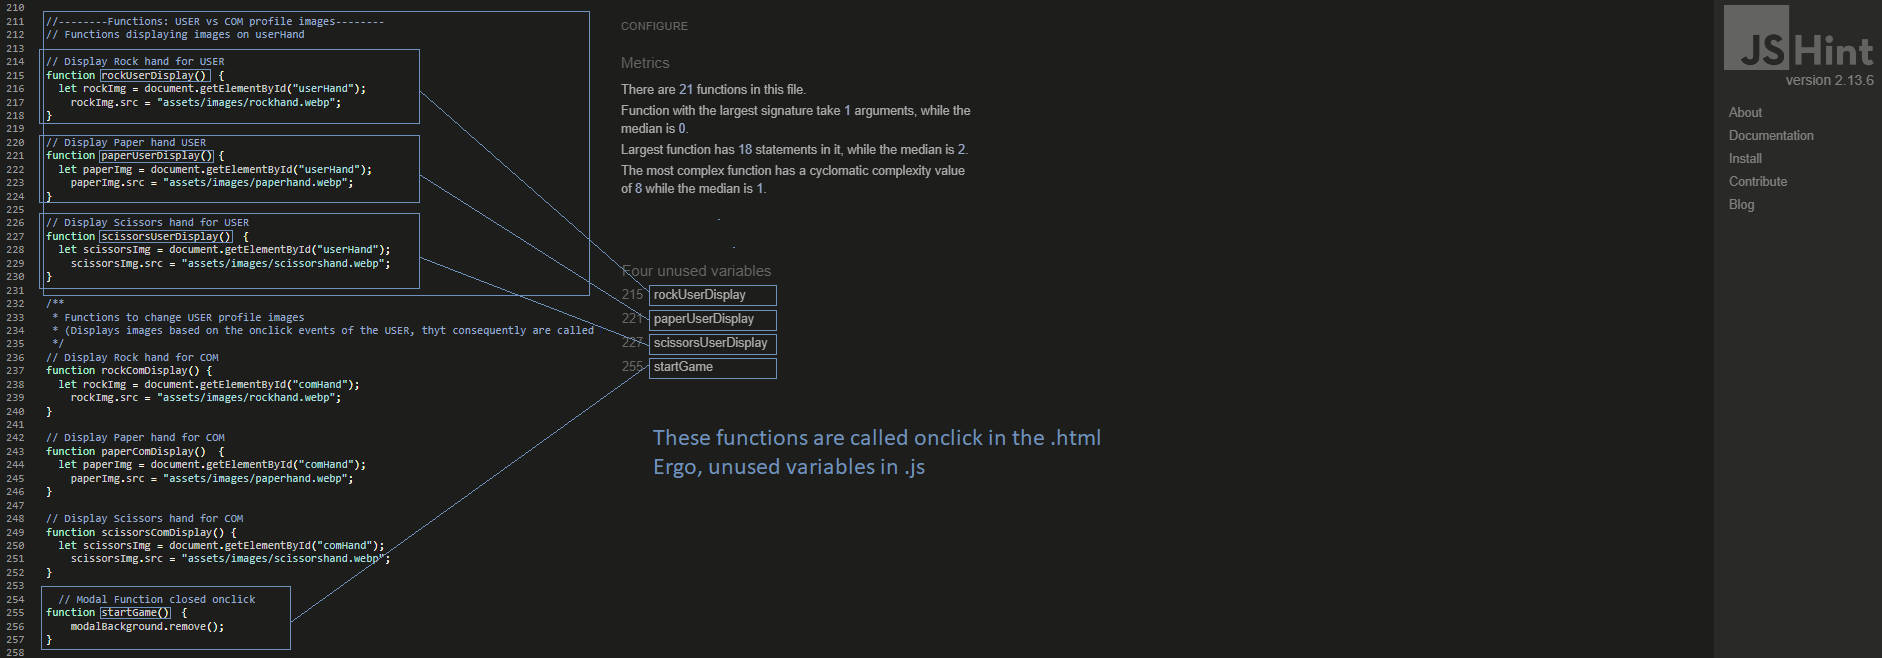 210
211 //--------Functions: USER vs COM profile images--------
212 // Functions displaying images on userHand
213
214 // Display Rock hand for USER
215 function rockUserDisplay() {
216 let rockImg = document.getElementById("userHand");
217 rockImg.src = "assets/images/rockhand.webp";
218 }
219
220 // Display Paper hand USER
221 function paperUserDisplay() {
222 let paperImg = document.getElementById("userHand");
223 paperImg.src = "assets/images/paperhand.webp";
224 }
225
226 // Display Scissors hand for USER
227 function scissorsUserDisplay() {
228 let scissorsImg = document.getElementById("userHand");
229 scissorsImg.src = "assets/images/scissorshand.webp";
230 }
231
232 /**
233 * Functions to change USER profile images
234 * (Displays images based on the onclick events of the USER, thyt consequently are called
235 */
236 // Display Rock hand for COM
237 function rockComDisplay() {
238 let rockImg = document.getElementById("comHand");
239 rockImg.src = "assets/images/rockhand.webp";
240 }
241
242 // Display Paper hand for COM
243 function paperComDisplay() {
244 let paperImg = document.getElementById("comHand");
245 paperImg.src = "assets/images/paperhand.webp";
246 }
247
248 // Display Scissors hand for COM
249 function scissorsComDisplay() {
250 let scissorsImg = document.getElementById("comHand");
251 scissorsImg.src = "assets/images/scissorshand.webp";
252 }
253
254 // Modal Function closed onclick
255 function startGame() {
256 modalBackground.remove();
257 }
258
CONFIGURE
Metrics
There are 21 functions in this file.
Function with the largest signature take 1 arguments, while the
median is 0.
Largest function has 18 statements in it, while the median is 2.
The most complex function has a cyclomatic complexity value
of 8 while the median is 1.
Four unused variables
215 rockUserDisplay
221 paperUserDisplay
227 scissorsUserDisplay
255 startGame
These functions are called onclick in the .html
Ergo, unused variables in .js
JSHint
version 2.13.6
About
Documentation
Install
Contribute
Blog